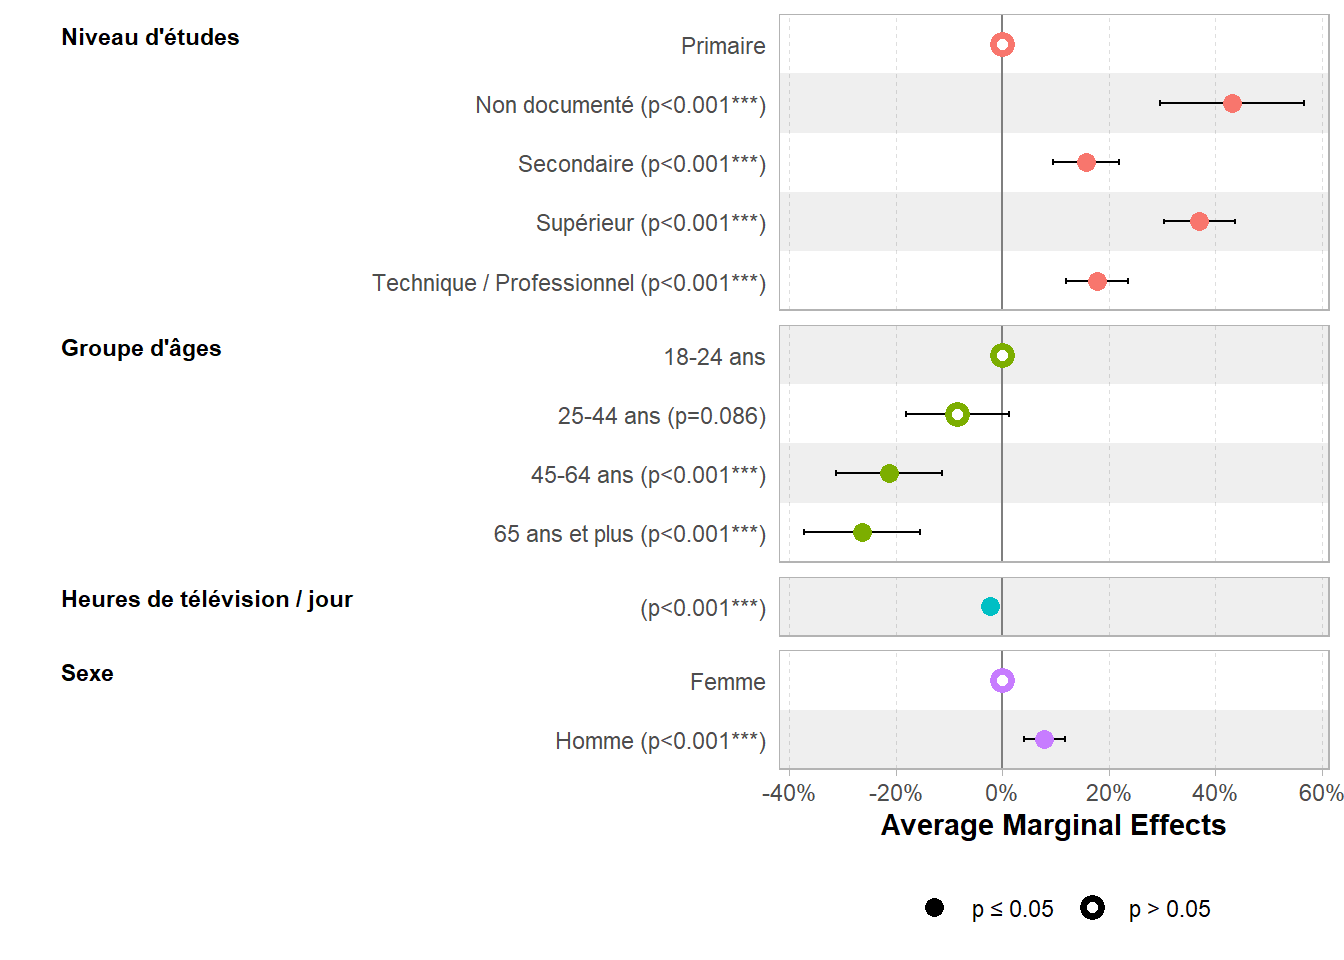 Niveau d'études
Primaire
Non documenté (p<0.001***)
Secondaire (p<0.001***)
Supérieur (p<0.001***)
Technique / Professionnel (p<0.001***)
Groupe d'âges
18-24 ans
25-44 ans (p=0.086)
45-64 ans (p<0.001***)
65 ans et plus (p<0.001***)
Heures de télévision / jour
(p<0.001***)
Sexe
Femme
Homme (p<0.001***)
-40% -20% 0% 20% 40% 60%
Average Marginal Effects
p ≤ 0.05 p > 0.05